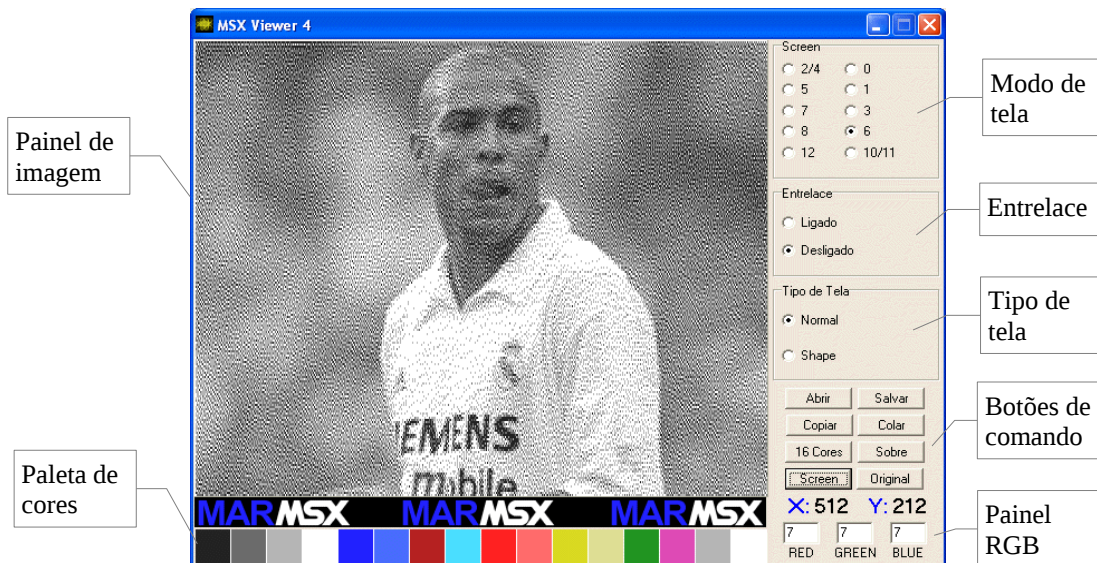 MSX Viewer 4
Painel de
imagem
Paleta de
cores
SIEMENS
mobile
MARMSX MARMSX MARMSX
Screen
2/4 0
5 1
7 3
8 6
12 10/11
Entrelace
Ligado
Desligado
Tipo de Tela
Normal
Shape
Abrir Salvar
Copiar Colar
16 Cores Sobre
Screen Original
X: 512 Y: 212
7 7 7
RED GREEN BLUE
Modo de
tela
Entrelace
Tipo de
tela
Botões de
comando
Painel
RGB